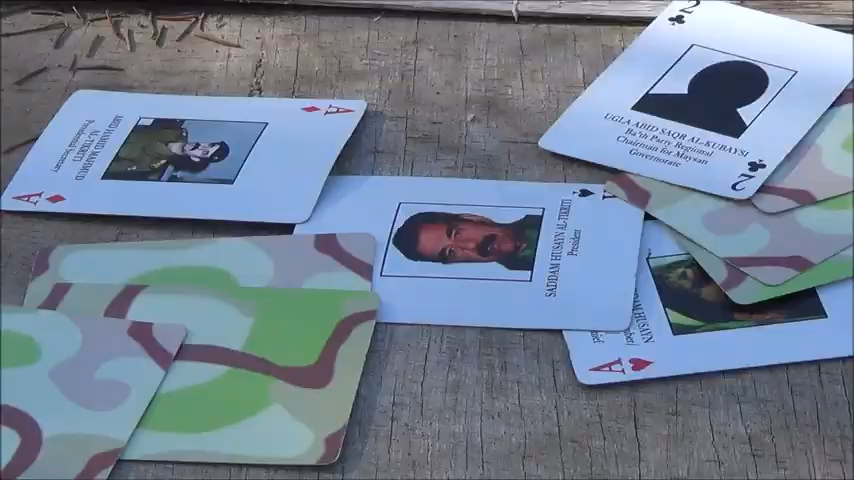 A
ABID HAMID MAHMUD
AL-TIKRITI
Presidential Secretary
A
2
UGLA ABID SAQR AL-KUBAYSI
Ba'th Party Regional
Chairman for Maysan
Governorate
2
SADDAM HUSAYN AL-TIKRITI
President
HUSAYN
A